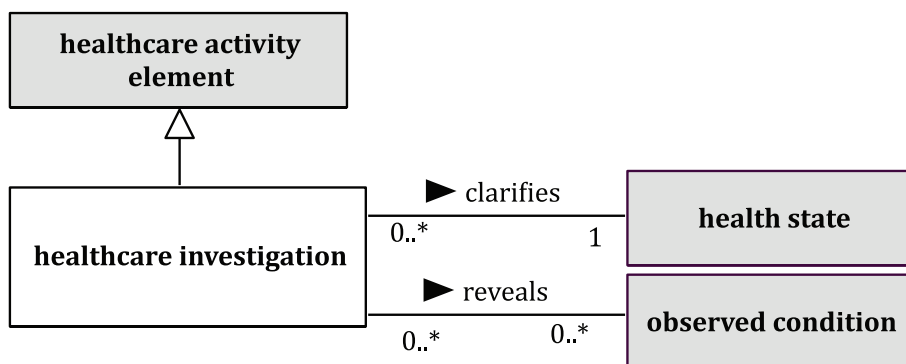 healthcare activity
element
clarifies
0..*
1
health state
healthcare investigation
reveals
0..*
0..*
observed condition